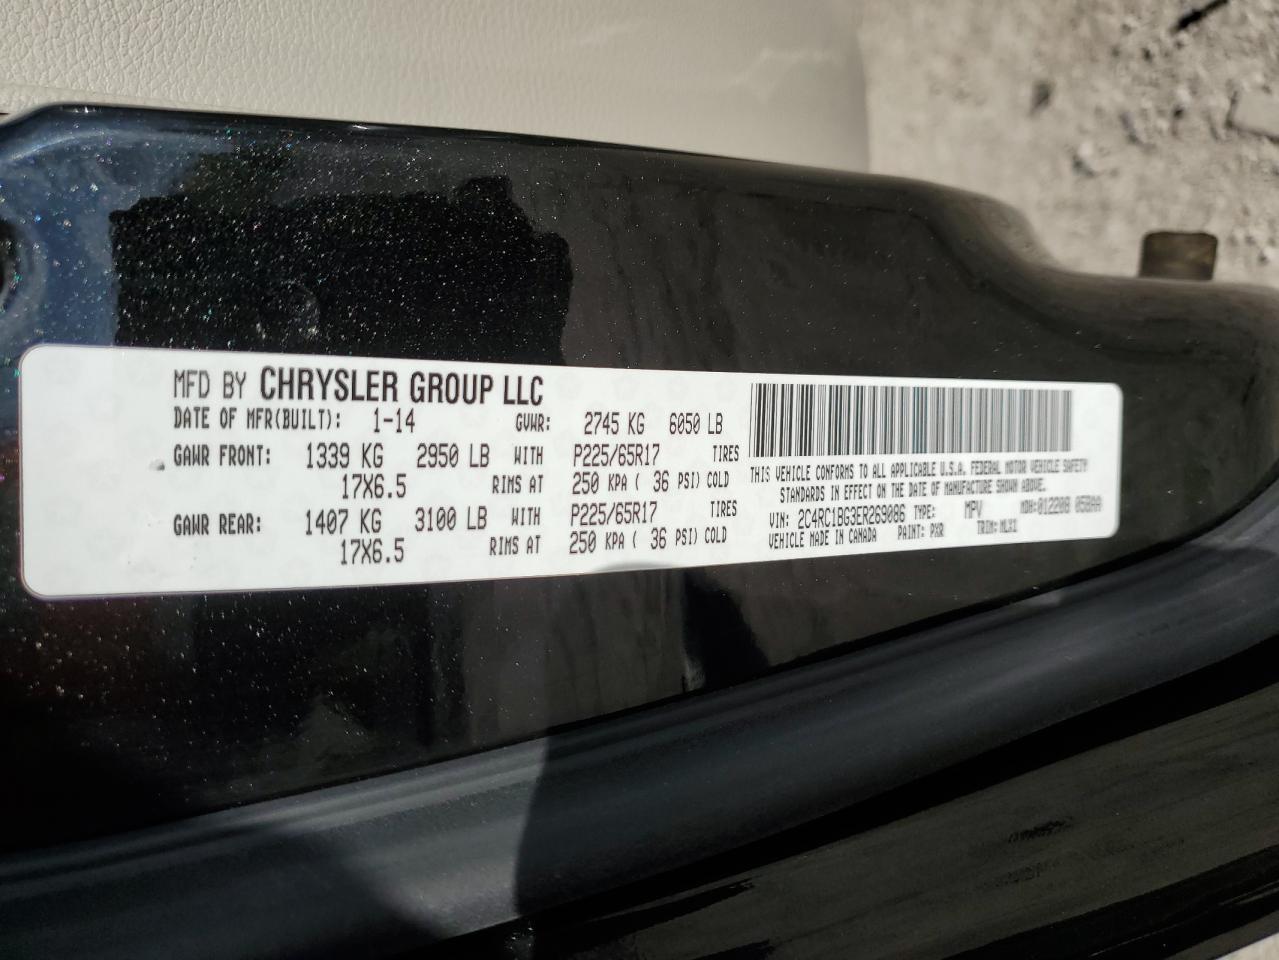 MFD BY CHRYSLER GROUP LLC
DATE OF MFR(BUILT): 1-14 GVWR: 2745 KG 6050 LB
GAWR FRONT: 1339 KG 2950 LB WITH P225/65R17 TIRES
17X6.5 RIMS AT 250 KPA ( 36 PSI) COLD
GAWR REAR: 1407 KG 3100 LB WITH P225/65R17 TIRES
17X6.5 RIMS AT 250 KPA ( 36 PSI) COLD
THIS VEHICLE CONFORMS TO ALL APPLICABLE U.S.A. FEDERAL MOTOR VEHICLE SAFETY
STANDARDS IN EFFECT ON THE DATE OF MANUFACTURE SHOWN ABOVE.
VIN: 2C4RC1BG3ER269086 TYPE: MPV MDH:012208 05BAA
VEHICLE MADE IN CANADA PAINT: PXR TRIM: